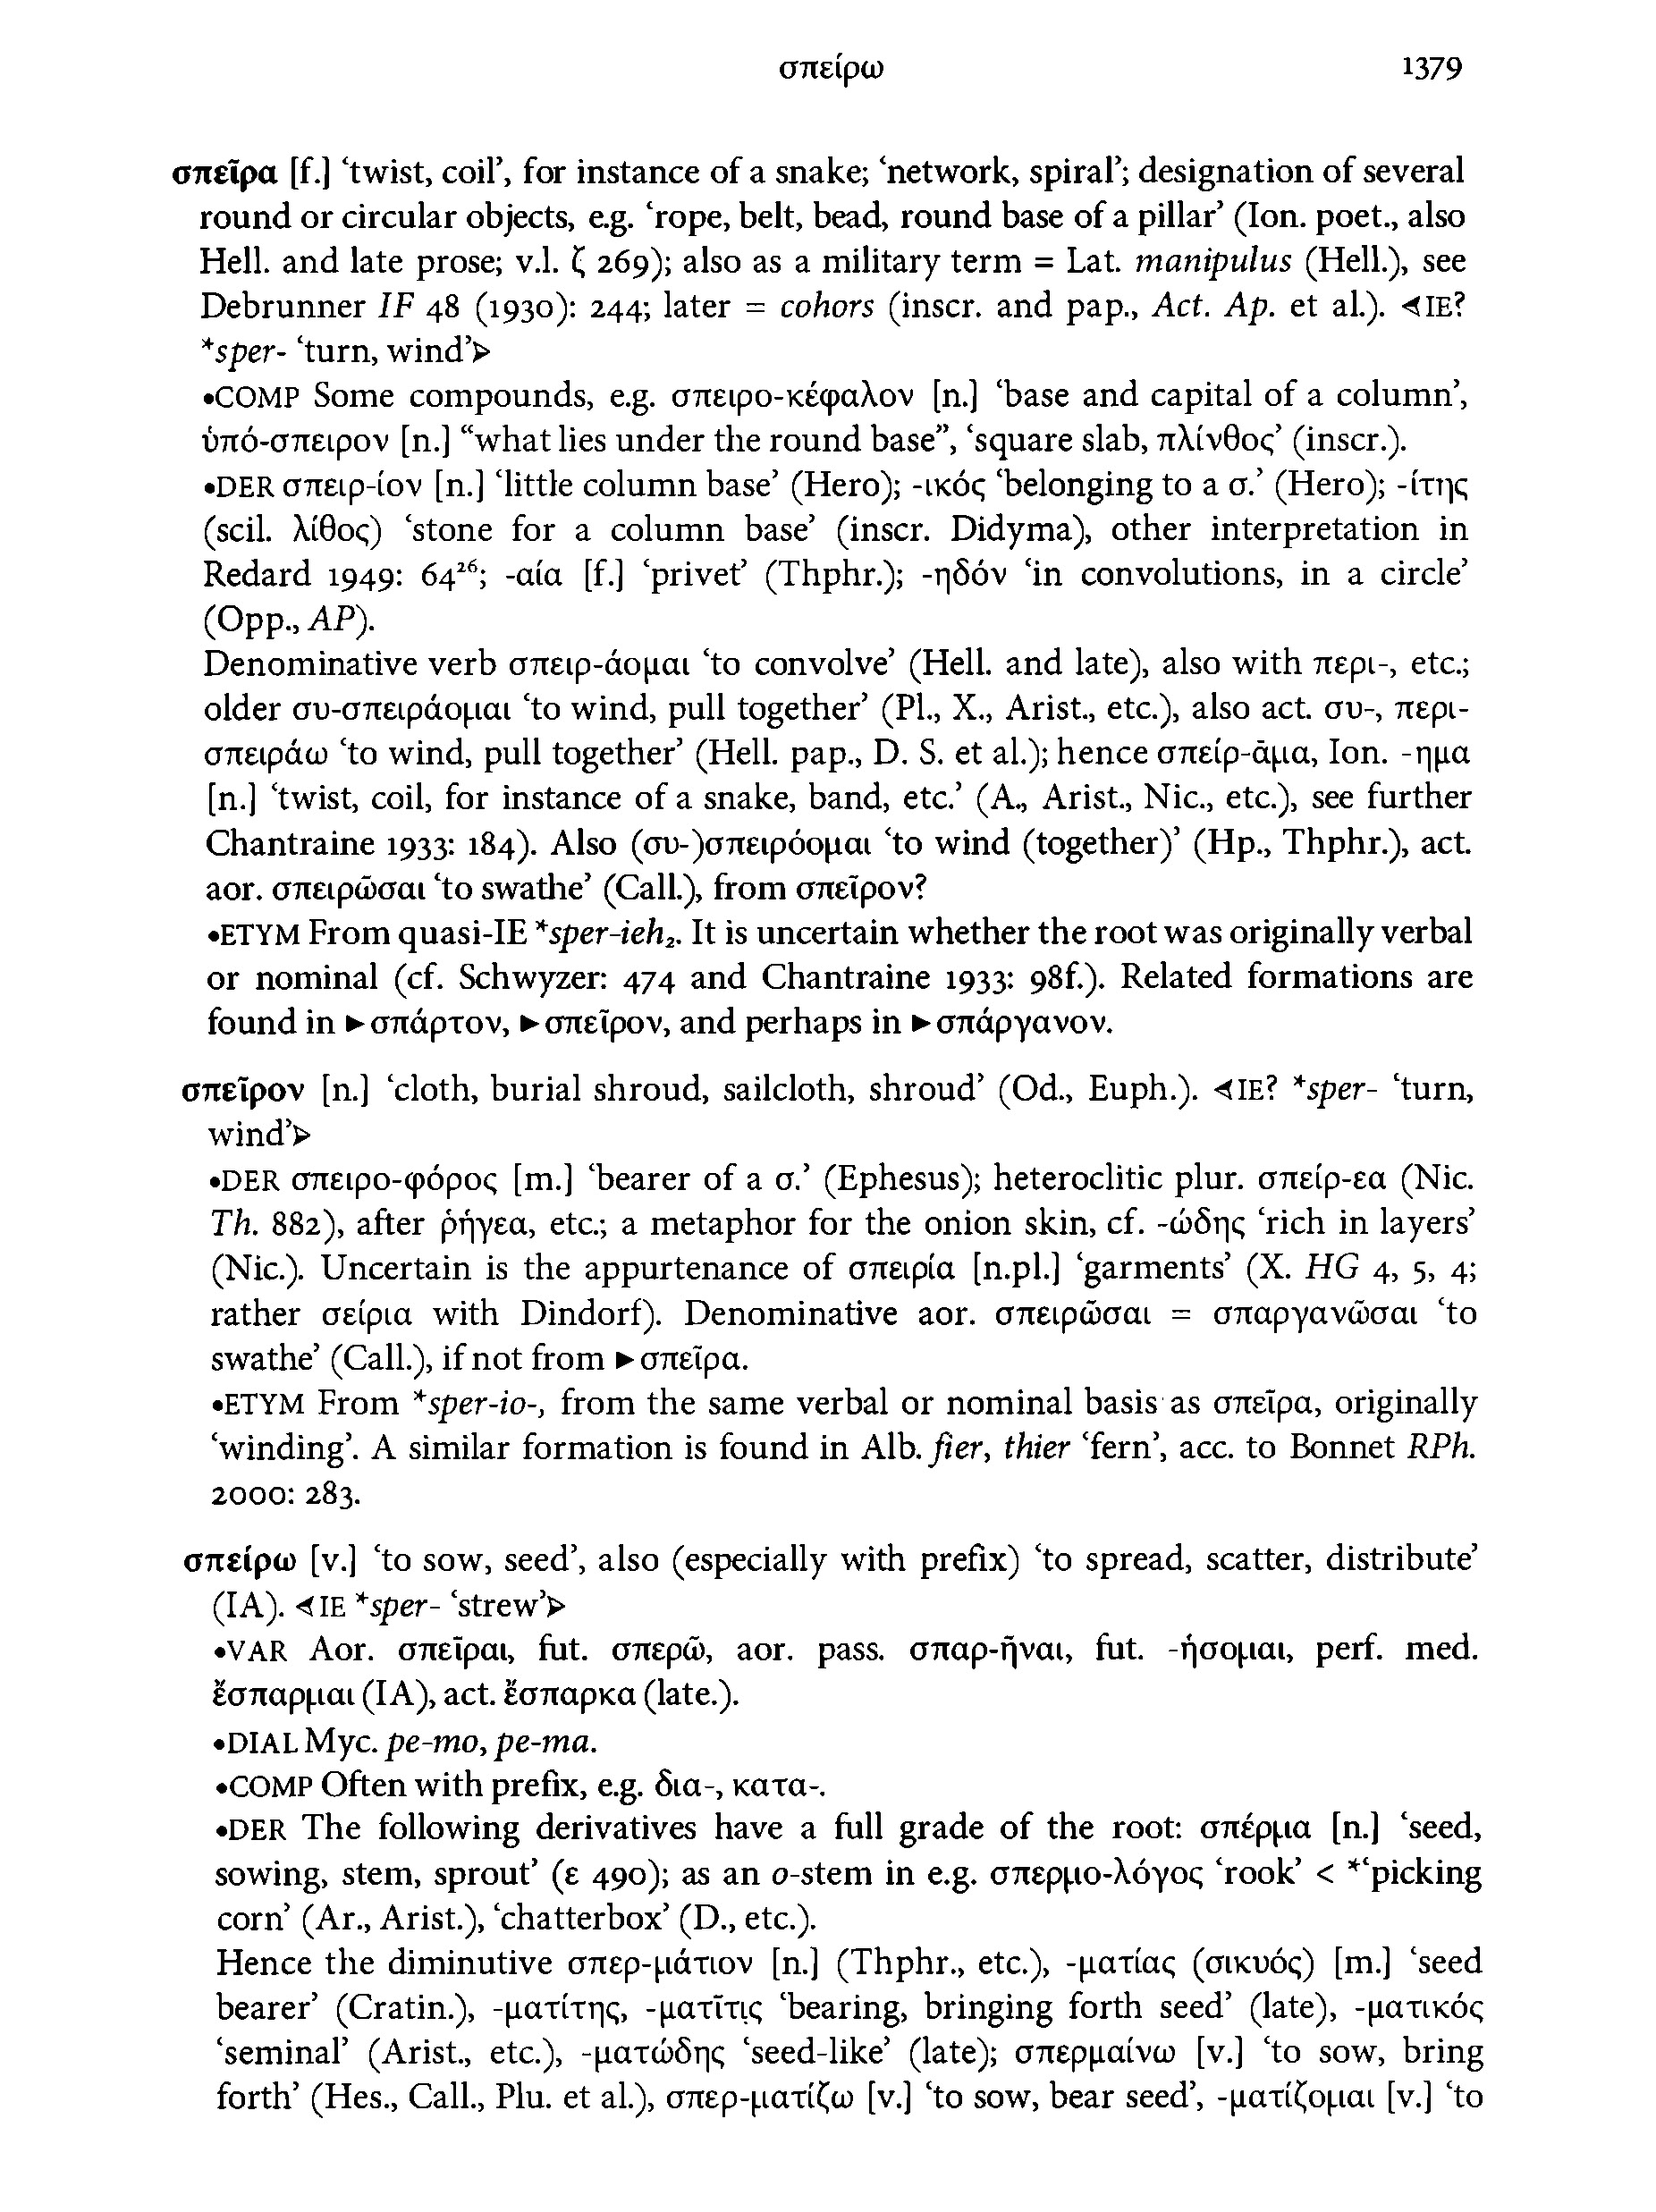 σπείρω 1379
σπεῖρα [f.] ‘twist, coil’, for instance of a snake; ‘network, spiral’; designation of several
round or circular objects, e.g. ‘rope, belt, bead, round base of a pillar’ (Ion. poet., also
Hell. and late prose; v.l. ζ 269); also as a military term = Lat. manipulus (Hell.), see
Debrunner IF 48 (1930): 244; later = cohors (inscr. and pap., Act. Ap. et al.). ⊲IE?
*sper- ‘turn, wind’⊳
•COMP Some compounds, e.g. σπειρο-κέφαλον [n.] ‘base and capital of a column’,
ὑπό-σπειρον [n.] “what lies under the round base”, ‘square slab, πλίνθος’ (inscr.).
•DER σπειρ-ίον [n.] ‘little column base’ (Hero); -ικός ‘belonging to a σ.’ (Hero); -ίτης
(scil. λίθος) ‘stone for a column base’ (inscr. Didyma), other interpretation in
Redard 1949: 64²⁶; -αία [f.] ‘privet’ (Thphr.); -ηδόν ‘in convolutions, in a circle’
(Opp., AP).
Denominative verb σπειρ-άομαι ‘to convolve’ (Hell. and late), also with περι-, etc.;
older συ-σπειράομαι ‘to wind, pull together’ (Pl., X., Arist., etc.), also act. συ-, περι-
σπειράω ‘to wind, pull together’ (Hell. pap., D. S. et al.); hence σπείρ-ᾱμα, Ion. -ημα
[n.] ‘twist, coil, for instance of a snake, band, etc.’ (A., Arist., Nic., etc.), see further
Chantraine 1933: 184). Also (συ-)σπειρόομαι ‘to wind (together)’ (Hp., Thphr.), act.
aor. σπειρῶσαι ‘to swathe’ (Call.), from σπεῖρον?
•ETYM From quasi-IE *sper-ieh₂. It is uncertain whether the root was originally verbal
or nominal (cf. Schwyzer: 474 and Chantraine 1933: 98f.). Related formations are
found in ►σπάρτον, ►σπεῖρον, and perhaps in ►σπάργανον.
σπεῖρον [n.] ‘cloth, burial shroud, sailcloth, shroud’ (Od., Euph.). ⊲IE? *sper- ‘turn,
wind’⊳
•DER σπειρο-φόρος [m.] ‘bearer of a σ.’ (Ephesus); heteroclitic plur. σπείρ-εα (Nic.
Th. 882), after ῥήγεα, etc.; a metaphor for the onion skin, cf. -ώδης ‘rich in layers’
(Nic.). Uncertain is the appurtenance of σπειρία [n.pl.] ‘garments’ (X. HG 4, 5, 4;
rather σείρια with Dindorf). Denominative aor. σπειρῶσαι = σπαργανῶσαι ‘to
swathe’ (Call.), if not from ►σπεῖρα.
•ETYM From *sper-io-, from the same verbal or nominal basis as σπεῖρα, originally
‘winding’. A similar formation is found in Alb. fier, thier ‘fern’, acc. to Bonnet RPh.
2000: 283.
σπείρω [v.] ‘to sow, seed’, also (especially with prefix) ‘to spread, scatter, distribute’
(IA). ⊲IE *sper- ‘strew’⊳
•VAR Aor. σπεῖραι, fut. σπερῶ, aor. pass. σπαρ-ῆναι, fut. -ήσομαι, perf. med.
ἔσπαρμαι (IA), act. ἔσπαρκα (late.).
•DIAL Myc. pe-mo, pe-ma.
•COMP Often with prefix, e.g. δια-, κατα-.
•DER The following derivatives have a full grade of the root: σπέρμα [n.] ‘seed,
sowing, stem, sprout’ (ε 490); as an o-stem in e.g. σπερμο-λόγος ‘rook’ < *‘picking
corn’ (Ar., Arist.), ‘chatterbox’ (D., etc.).
Hence the diminutive σπερ-μάτιον [n.] (Thphr., etc.), -ματίας (σικυός) [m.] ‘seed
bearer’ (Cratin.), -ματίτης, -ματῖτις ‘bearing, bringing forth seed’ (late), -ματικός
‘seminal’ (Arist., etc.), -ματώδης ‘seed-like’ (late); σπερμαίνω [v.] ‘to sow, bring
forth’ (Hes., Call., Plu. et al.), σπερ-ματίζω [v.] ‘to sow, bear seed’, -ματίζομαι [v.] ‘to